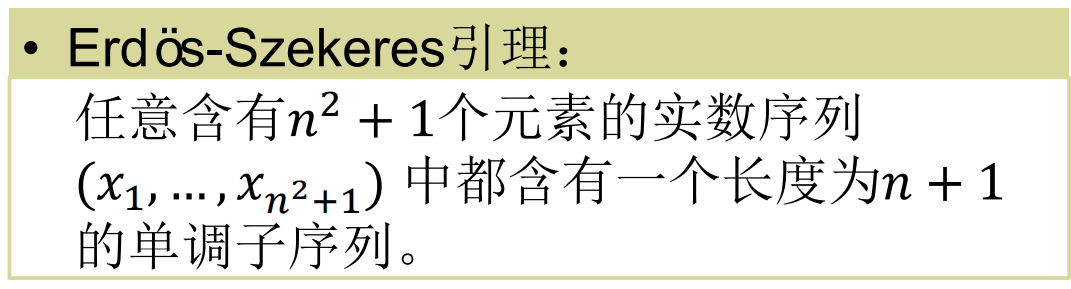 • Erdös-Szekeres引理：
任意含有n² + 1个元素的实数序列
(x₁, … , xₙ²₊₁) 中都含有一个长度为n + 1
的单调子序列。